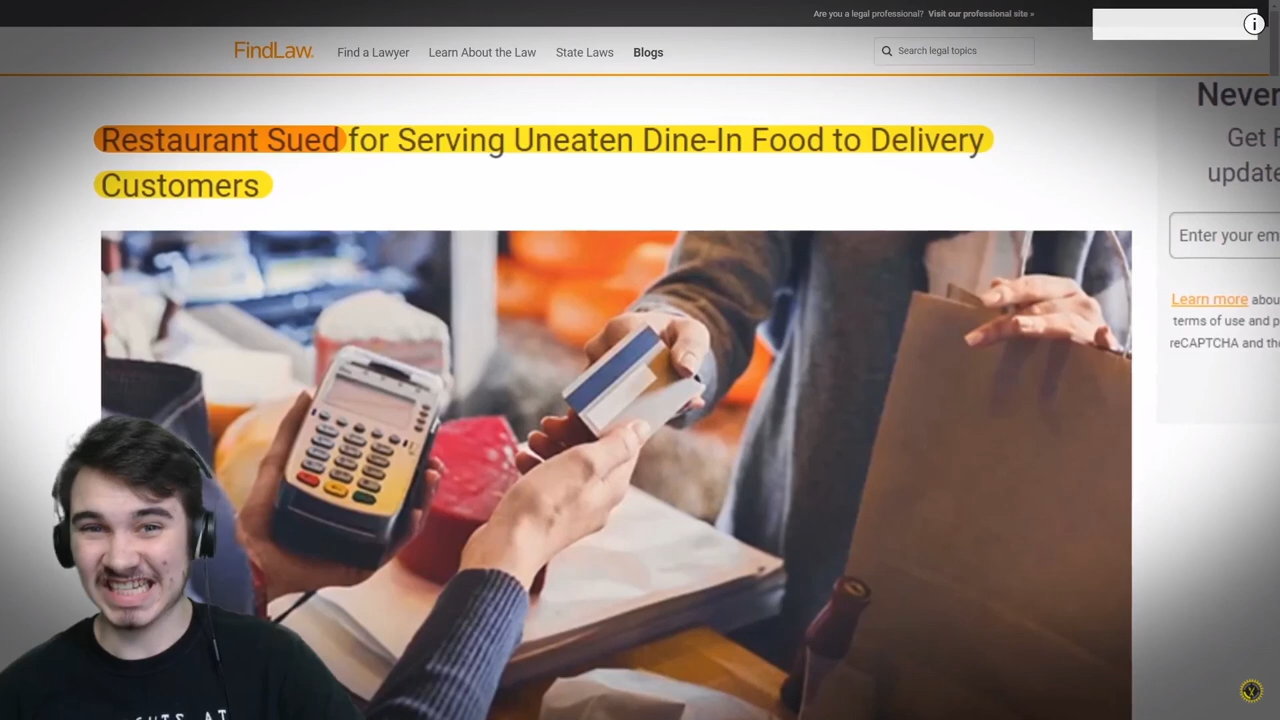 Are you a legal professional? Visit our professional site »
FindLaw.
Find a Lawyer Learn About the Law State Laws Blogs
Search legal topics
Never
Get
update
Restaurant Sued for Serving Uneaten Dine-In Food to Delivery
Customers
Enter your em
Learn more abou
terms of use and p
reCAPTCHA and the